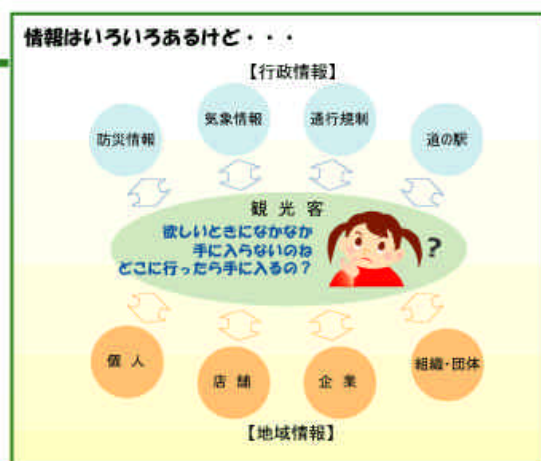 情報はいろいろあるけど・・・
【行政情報】
防災情報
気象情報
通行規制
道の駅
観光客
欲しいときになかなか
手に入らないのね
どこに行ったら手に入るの？
?
個人
店舗
企業
組織・団体
【地域情報】